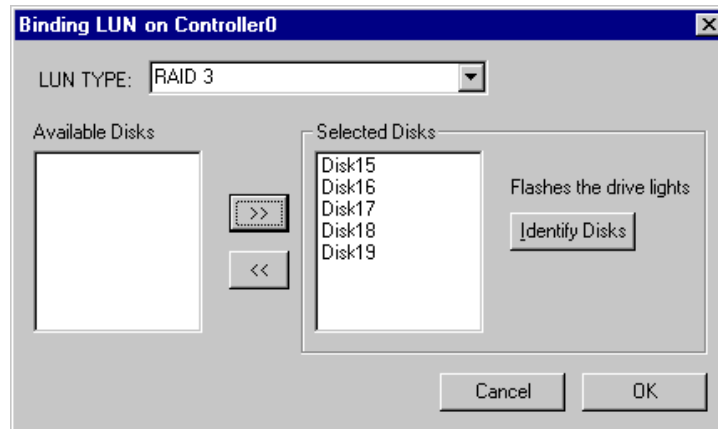 Binding LUN on Controller0
LUN TYPE: RAID 3
Available Disks
>>
<<
Selected Disks
Disk15
Disk16
Disk17
Disk18
Disk19
Flashes the drive lights
Identify Disks
Cancel OK